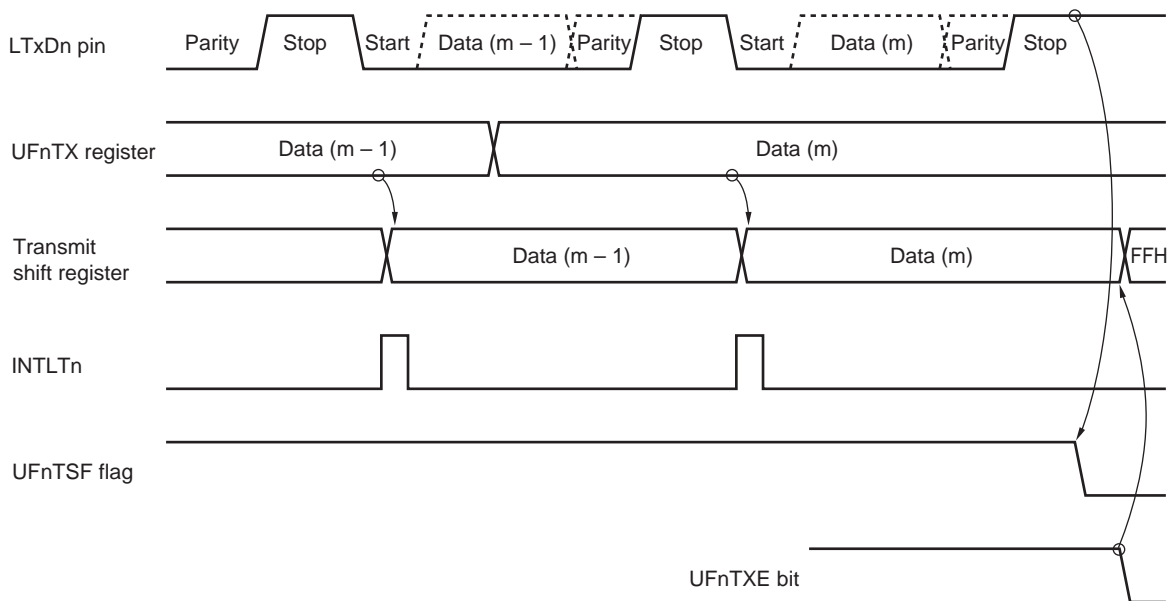 LTxDn pin
Parity Stop Start Data (m – 1) Parity Stop Start Data (m) Parity Stop
UFnTX register
Data (m – 1) Data (m)
Transmit
shift register
Data (m – 1) Data (m) FFH
INTLTn
UFnTSF flag
UFnTXE bit